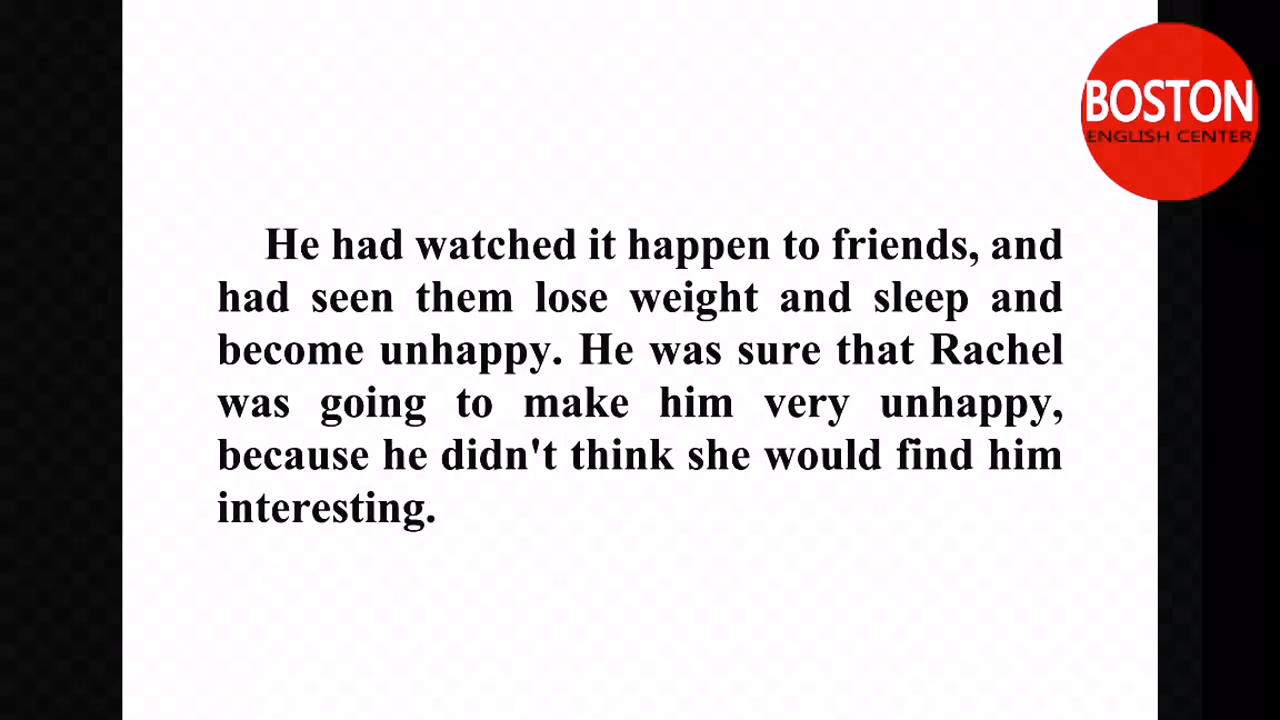 BOSTON
ENGLISH CENTER
He had watched it happen to friends, and
had seen them lose weight and sleep and
become unhappy. He was sure that Rachel
was going to make him very unhappy,
because he didn't think she would find him
interesting.